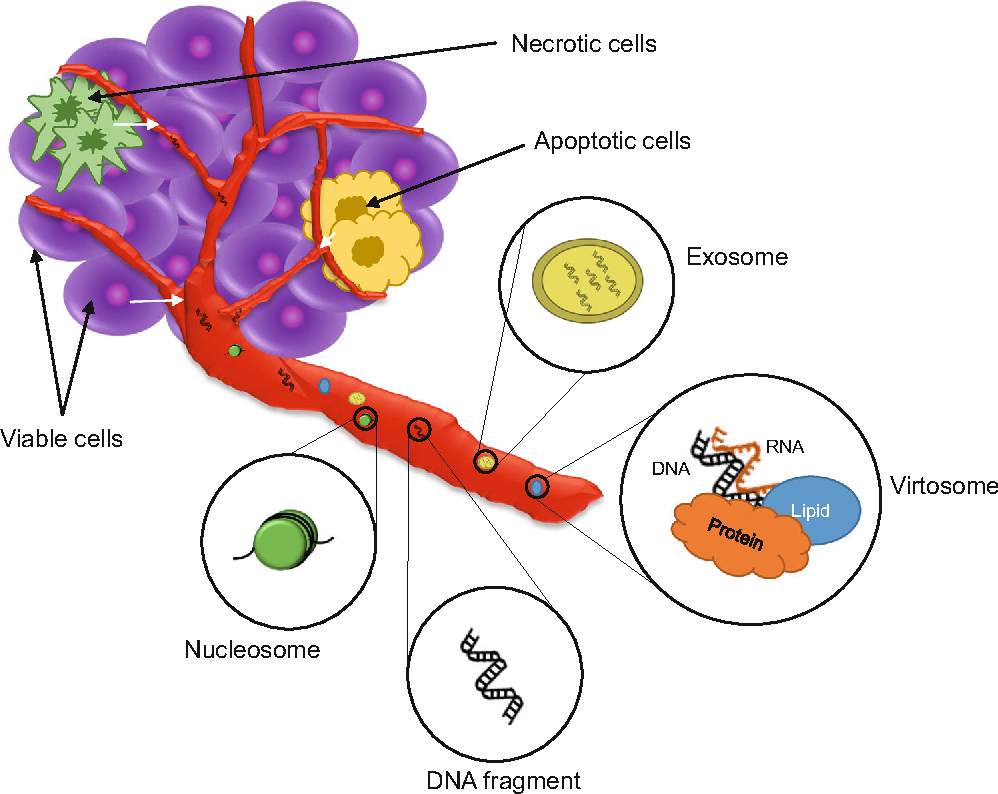 Necrotic cells
Apoptotic cells
Exosome
Viable cells
DNA
RNA
Virtosome
Lipid
Protein
Nucleosome
DNA fragment